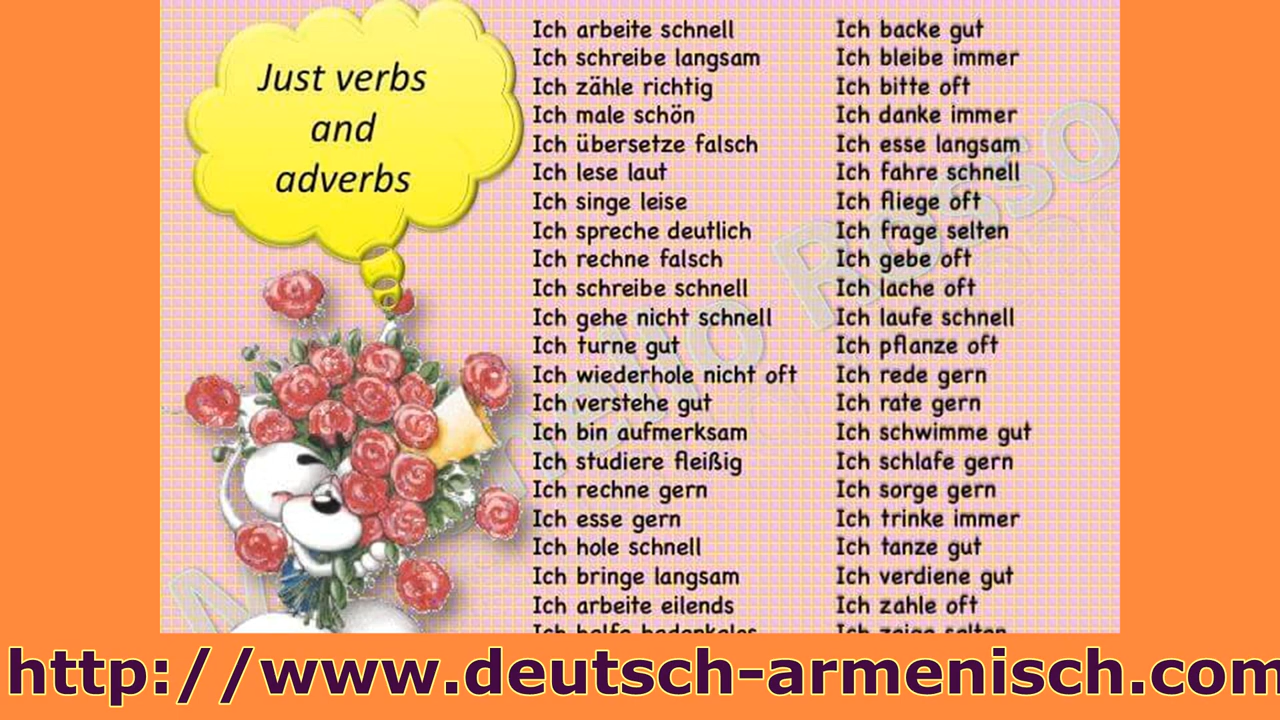 Just verbs
and
adverbs
Ich arbeite schnell
Ich schreibe langsam
Ich zähle richtig
Ich male schön
Ich übersetze falsch
Ich lese laut
Ich singe leise
Ich spreche deutlich
Ich rechne falsch
Ich schreibe schnell
Ich gehe nicht schnell
Ich turne gut
Ich wiederhole nicht oft
Ich verstehe gut
Ich bin aufmerksam
Ich studiere fleißig
Ich rechne gern
Ich esse gern
Ich hole schnell
Ich bringe langsam
Ich arbeite eilends
Ich backe gut
Ich bleibe immer
Ich bitte oft
Ich danke immer
Ich esse langsam
Ich fahre schnell
Ich fliege oft
Ich frage selten
Ich gebe oft
Ich lache oft
Ich laufe schnell
Ich pflanze oft
Ich rede gern
Ich rate gern
Ich schwimme gut
Ich schlafe gern
Ich sorge gern
Ich trinke immer
Ich tanze gut
Ich verdiene gut
Ich zahle oft
http://www.deutsch-armenisch.com